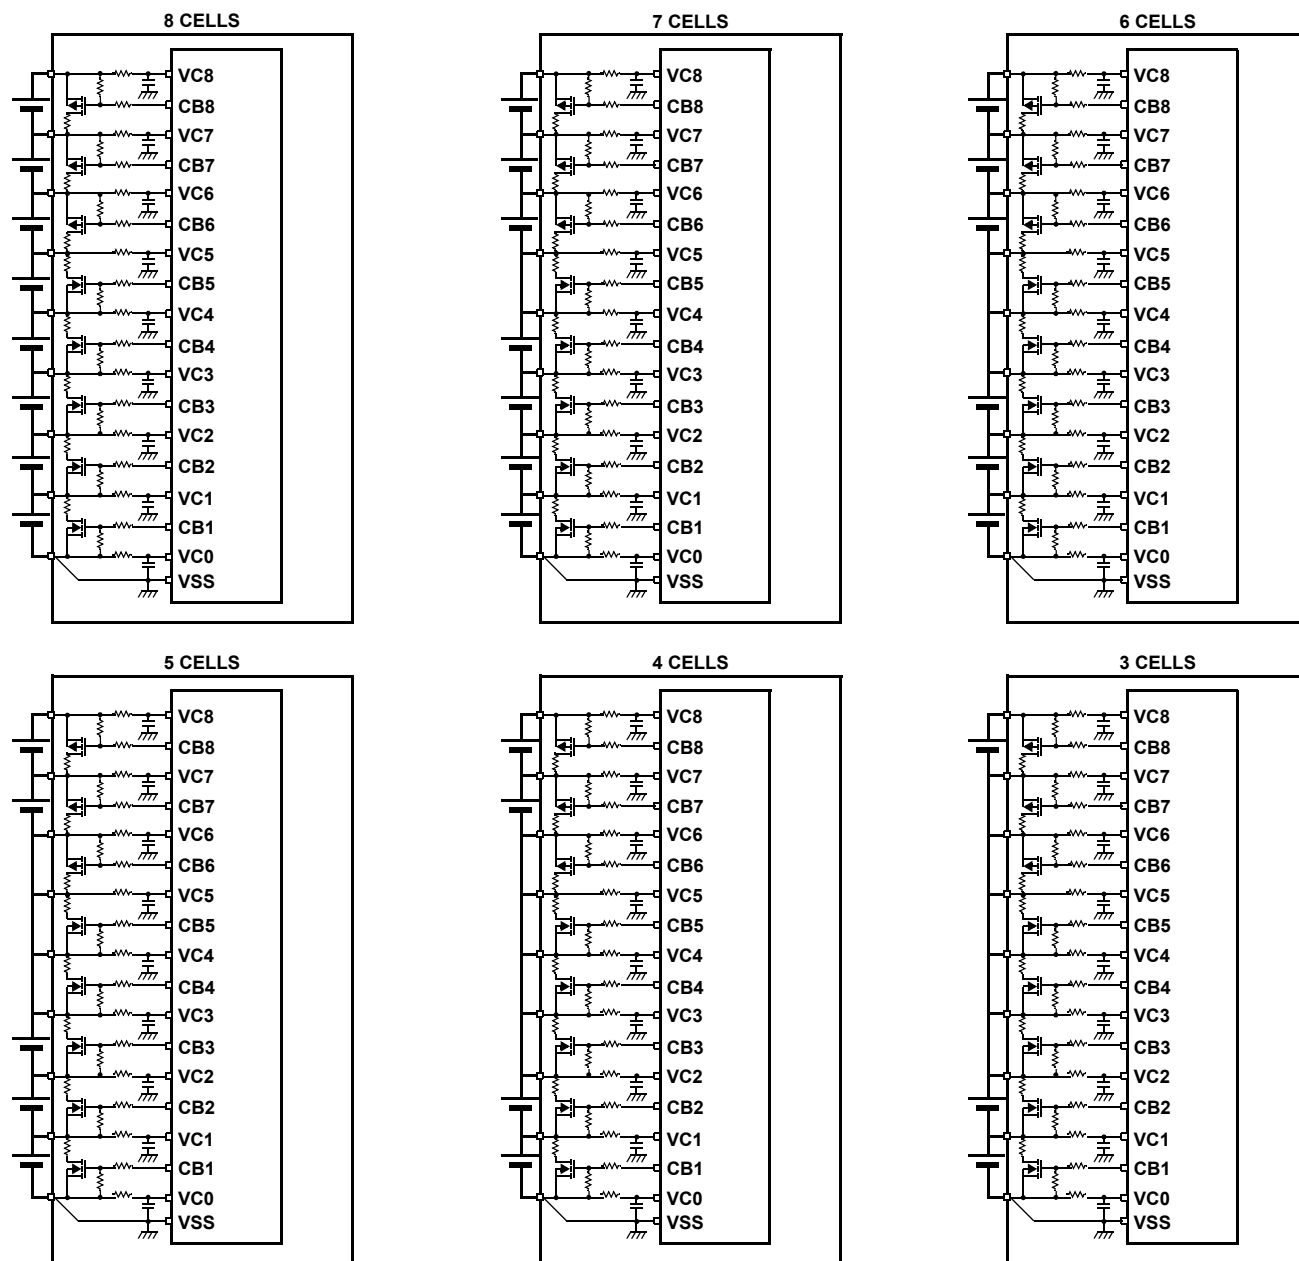 8 CELLS
VC8
CB8
VC7
CB7
VC6
CB6
VC5
CB5
VC4
CB4
VC3
CB3
VC2
CB2
VC1
CB1
VC0
VSS
7 CELLS
VC8
CB8
VC7
CB7
VC6
CB6
VC5
CB5
VC4
CB4
VC3
CB3
VC2
CB2
VC1
CB1
VC0
VSS
6 CELLS
VC8
CB8
VC7
CB7
VC6
CB6
VC5
CB5
VC4
CB4
VC3
CB3
VC2
CB2
VC1
CB1
VC0
VSS
5 CELLS
VC8
CB8
VC7
CB7
VC6
CB6
VC5
CB5
VC4
CB4
VC3
CB3
VC2
CB2
VC1
CB1
VC0
VSS
4 CELLS
VC8
CB8
VC7
CB7
VC6
CB6
VC5
CB5
VC4
CB4
VC3
CB3
VC2
CB2
VC1
CB1
VC0
VSS
3 CELLS
VC8
CB8
VC7
CB7
VC6
CB6
VC5
CB5
VC4
CB4
VC3
CB3
VC2
CB2
VC1
CB1
VC0
VSS